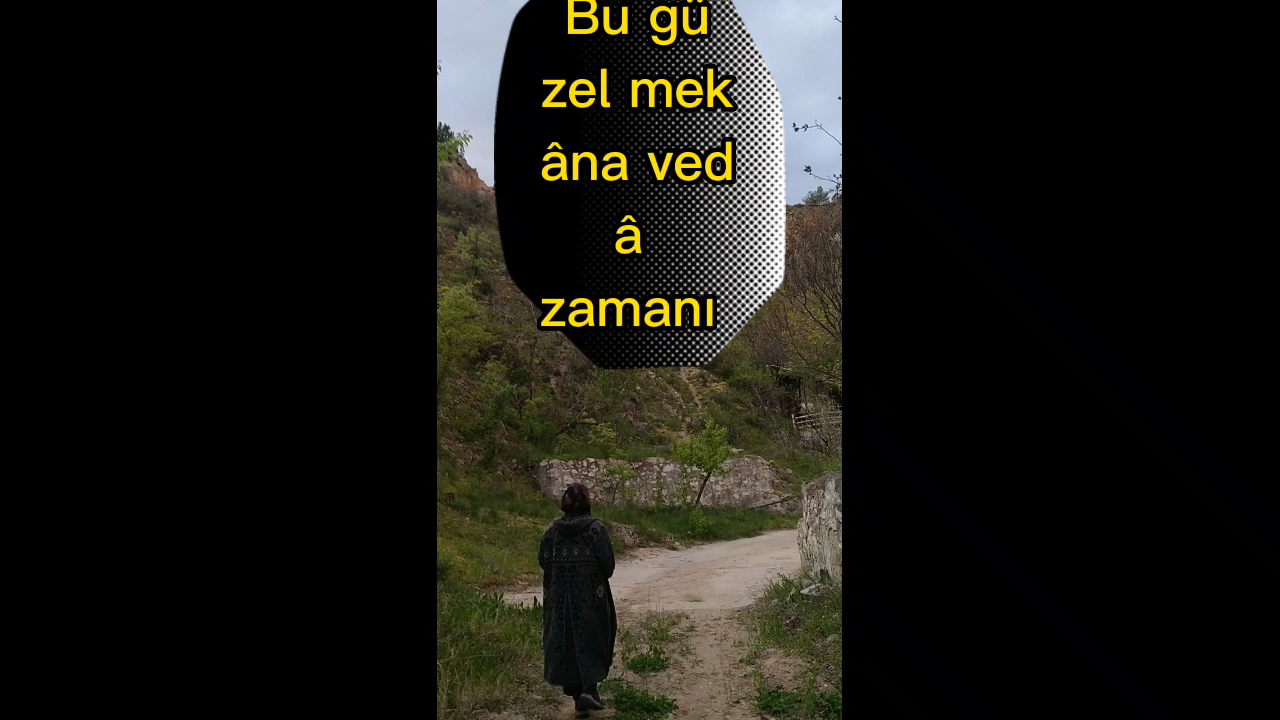 Bu gü
zel mek
âna ved
â
zamanı